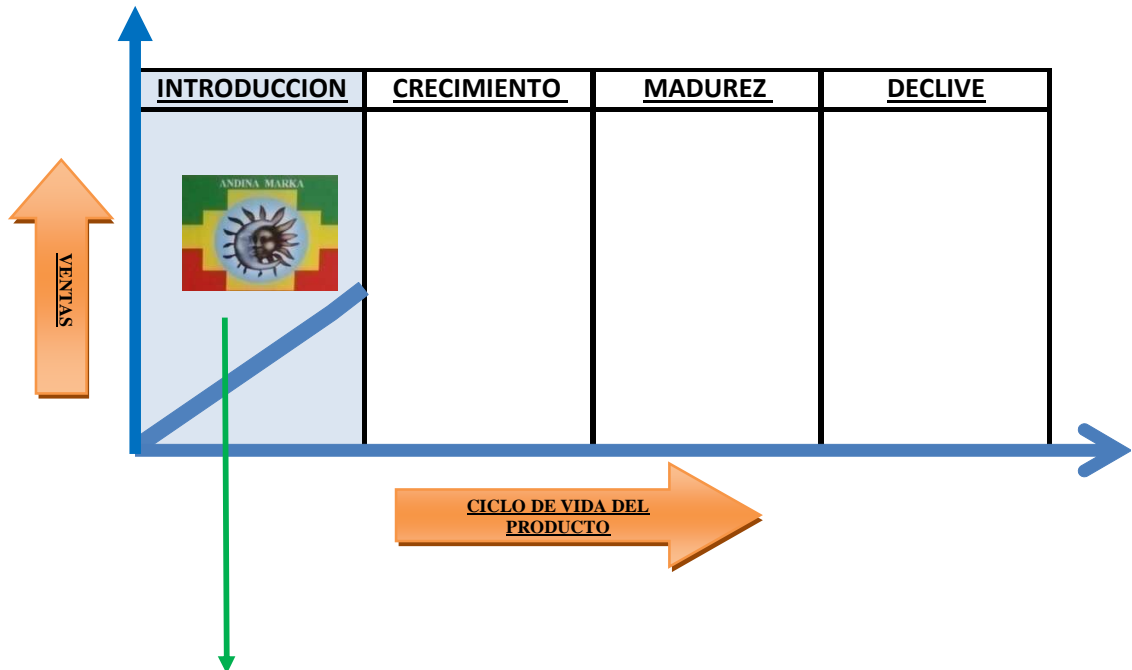 INTRODUCCION
CRECIMIENTO
MADUREZ
DECLIVE
ANDINA MARKA
VENTAS
CICLO DE VIDA DEL
PRODUCTO